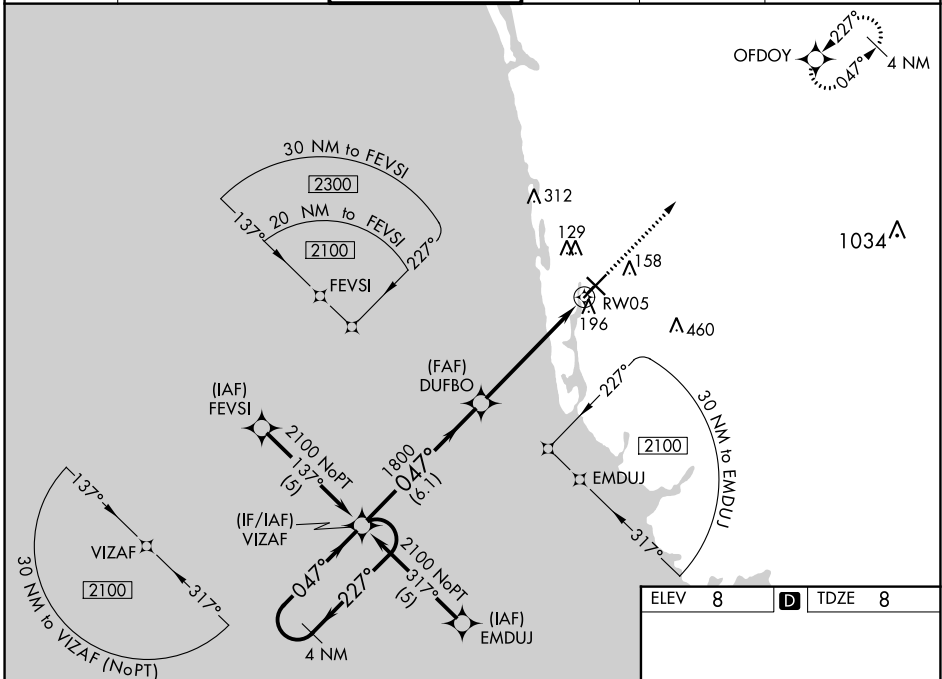 OFDOY
227°
047°
4 NM
30 NM to FEVSI
2300
20 NM to FEVSI
2100
137°
227°
FEVSI
312
129
158
1034
RW05
196
460
(FAF)
DUFBO
(IAF)
FEVSI
2100 NoPT
137°
(5)
1800
047°
(6.1)
227°
30 NM to EMDUJ
2100
EMDUJ
317°
(IF/IAF)
VIZAF
137°
VIZAF
2100
317°
30 NM to VIZAF (NoPT)
047°
227°
4 NM
2100 NoPT
317°
(5)
(IAF)
EMDUJ
ELEV 8 D TDZE 8